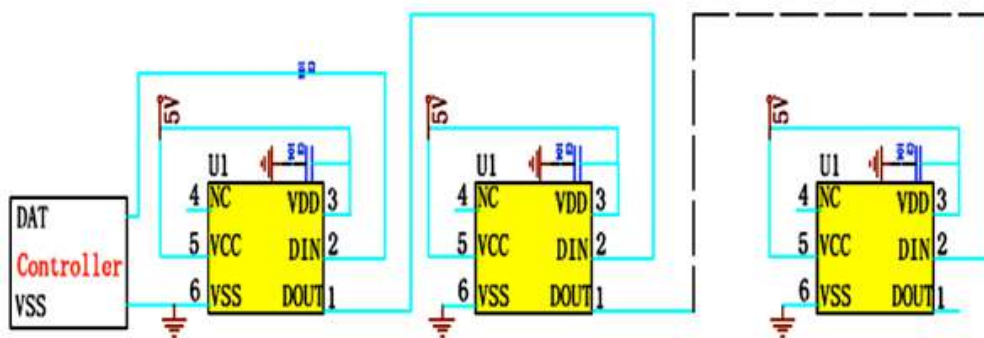 DAT
Controller
VSS
5V
U1
4 NC VDD 3
5 VCC DIN 2
6 VSS DOUT 1
5V
U1
4 NC VDD 3
5 VCC DIN 2
6 VSS DOUT 1
5V
U1
4 NC VDD 3
5 VCC DIN 2
6 VSS DOUT 1